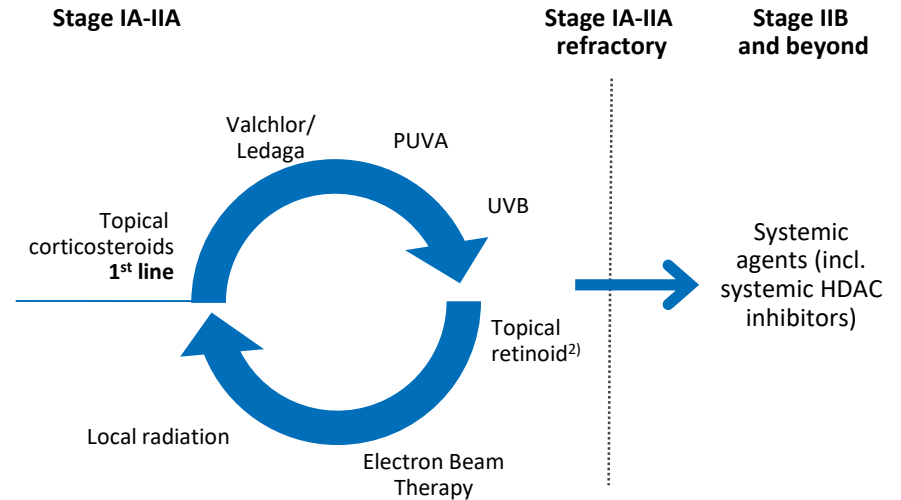 Stage IA-IIA
Stage IA-IIA
refractory
Stage IIB
and beyond
Valchlor/
Ledaga
PUVA
UVB
Topical
corticosteroids
1st line
Systemic
agents (incl.
systemic HDAC
inhibitors)
Topical
retinoid2)
Local radiation
Electron Beam
Therapy